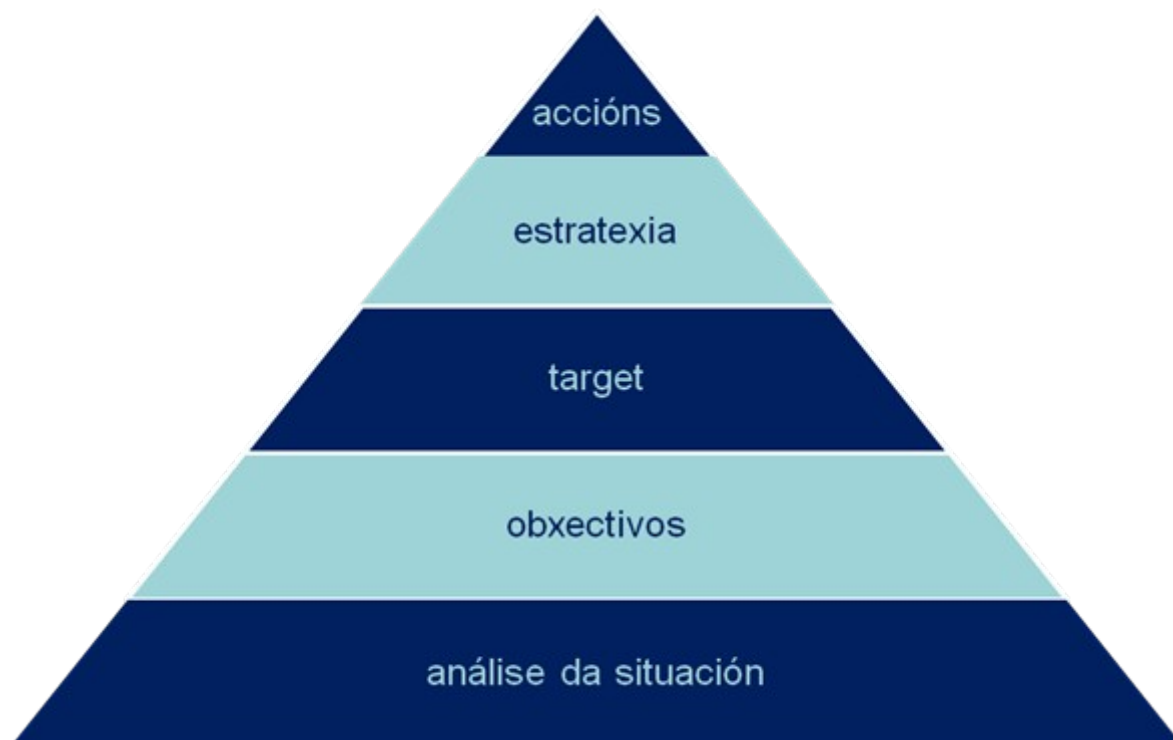 accións
estratexia
target
obxectivos
análise da situación